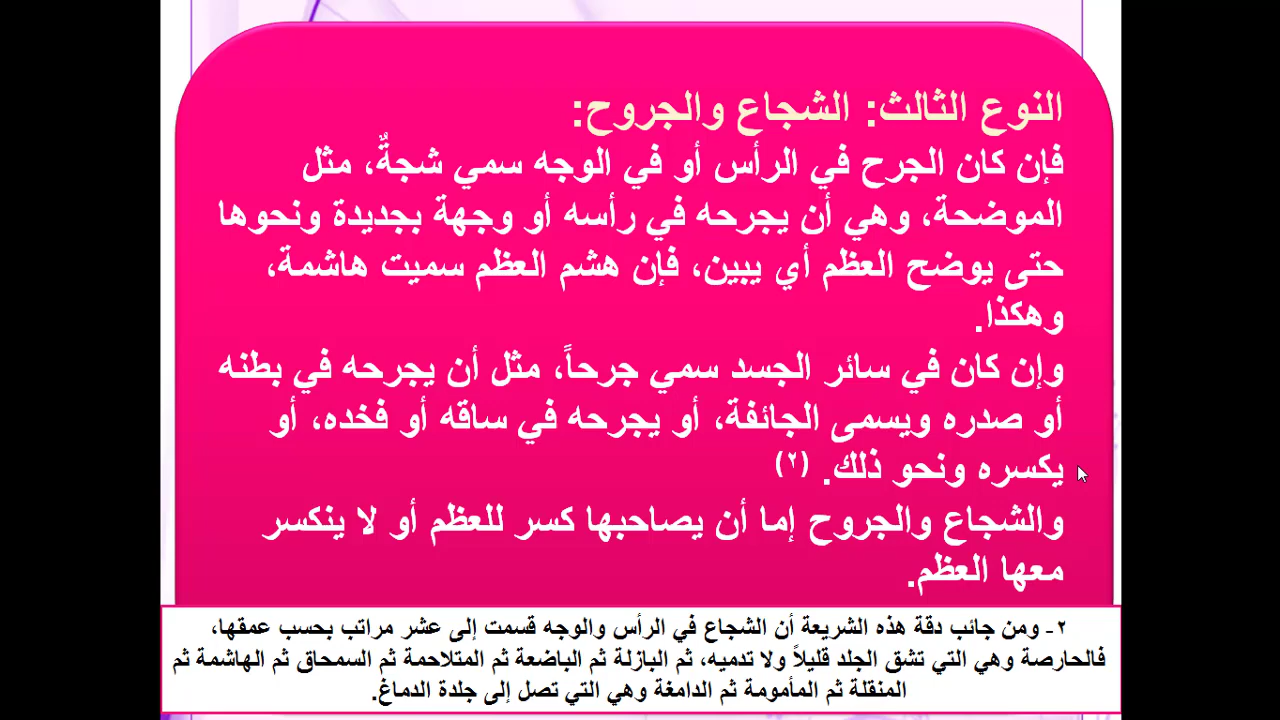 النوع الثالث: الشجاع والجروح:
فإن كان الجرح في الرأس أو في الوجه سمي شجةٌ، مثل
الموضحة، وهي أن يجرحه في رأسه أو وجهة بجديدة ونحوها
حتى يوضح العظم أي يبين، فإن هشم العظم سميت هاشمة،
وهكذا.
وإن كان في سائر الجسد سمي جرحاً، مثل أن يجرحه في بطنه
أو صدره ويسمى الجائفة، أو يجرحه في ساقه أو فخده، أو
يكسره ونحو ذلك. (٢)
والشجاع والجروح إما أن يصاحبها كسر للعظم أو لا ينكسر
معها العظم.
٢- ومن جائب دقة هذه الشريعة أن الشجاع في الرأس والوجه قسمت إلى عشر مراتب بحسب عمقها،
فالحارصة وهي التي تشق الجلد قليلاً ولا تدميه، ثم البازلة ثم الباضعة ثم المتلاحمة ثم السمحاق ثم الهاشمة ثم
المنقلة ثم المأمومة ثم الدامغة وهي التي تصل إلى جلدة الدماغ.